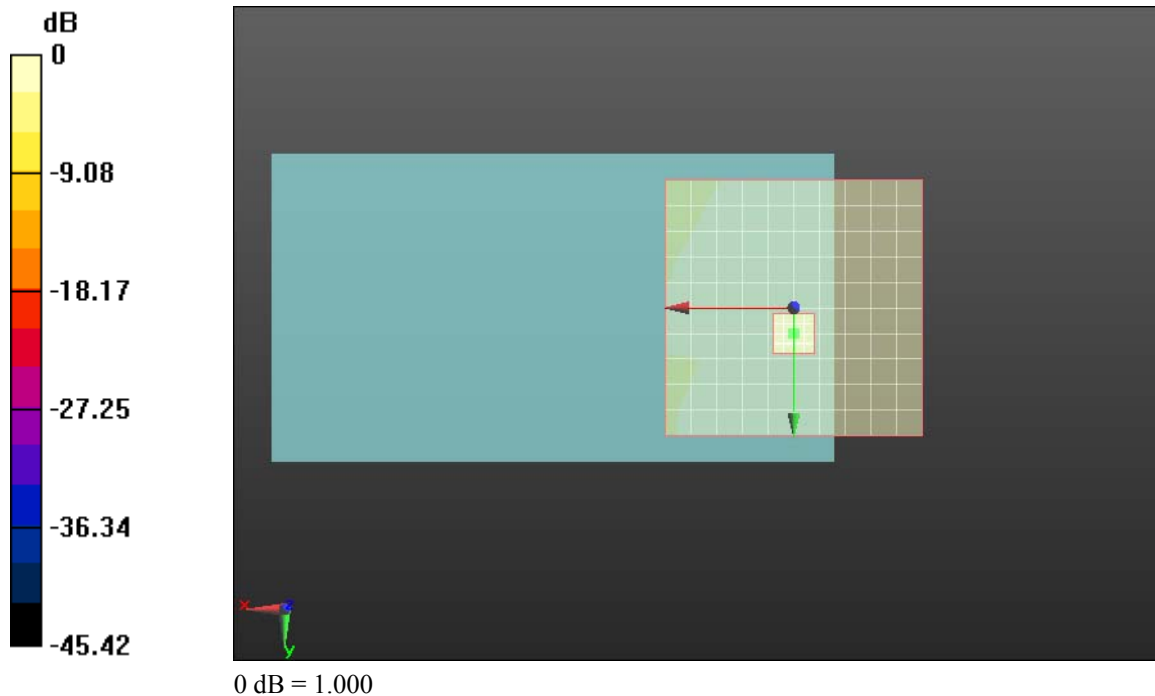 dB
0
-9.08
-18.17
-27.25
-36.34
-45.42
x
z
y
0 dB = 1.000